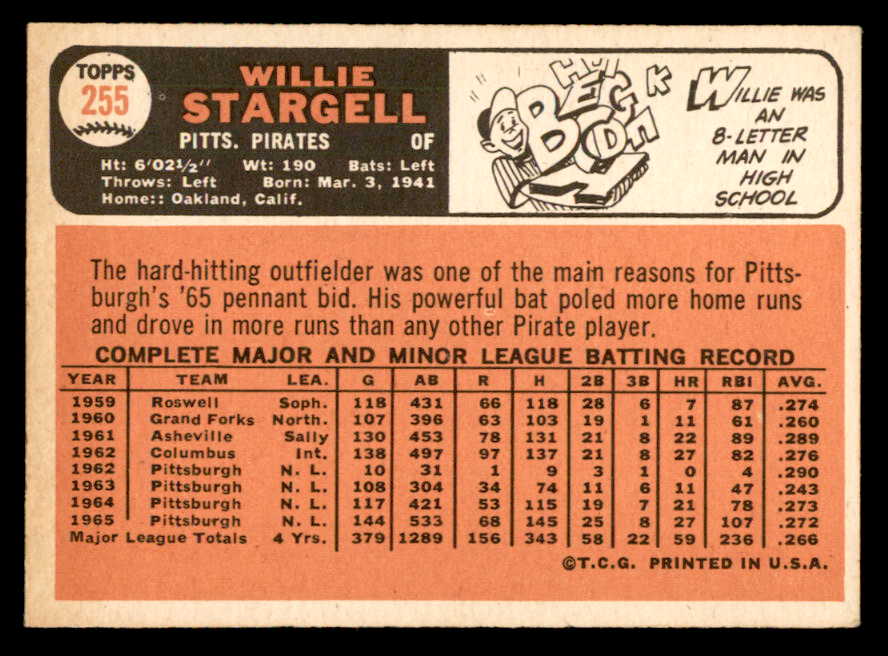 TOPPS
255
WILLIE
STARGELL
PITTS. PIRATES OF
Ht: 6'02½" Wt: 190 Bats: Left
Throws: Left Born: Mar. 3, 1941
Home:: Oakland, Calif.
WILLIE WAS
AN
8-LETTER
MAN IN
HIGH
SCHOOL
The hard-hitting outfielder was one of the main reasons for Pitts-
burgh's '65 pennant bid. His powerful bat poled more home runs
and drove in more runs than any other Pirate player.
COMPLETE MAJOR AND MINOR LEAGUE BATTING RECORD
YEAR TEAM LEA. G AB R H 2B 3B HR RBI AVG.
1959 Roswell Soph. 118 431 66 118 28 6 7 87 .274
1960 Grand Forks North. 107 396 63 103 19 1 11 61 .260
1961 Asheville Sally 130 453 78 131 21 8 22 89 .289
1962 Columbus Int. 138 497 97 137 21 8 27 82 .276
1962 Pittsburgh N. L. 10 31 1 9 3 1 0 4 .290
1963 Pittsburgh N. L. 108 304 34 74 11 6 11 47 .243
1964 Pittsburgh N. L. 117 421 53 115 19 7 21 78 .273
1965 Pittsburgh N. L. 144 533 68 145 25 8 27 107 .272
Major League Totals 4 Yrs. 379 1289 156 343 58 22 59 236 .266
©T.C.G. PRINTED IN U.S.A.